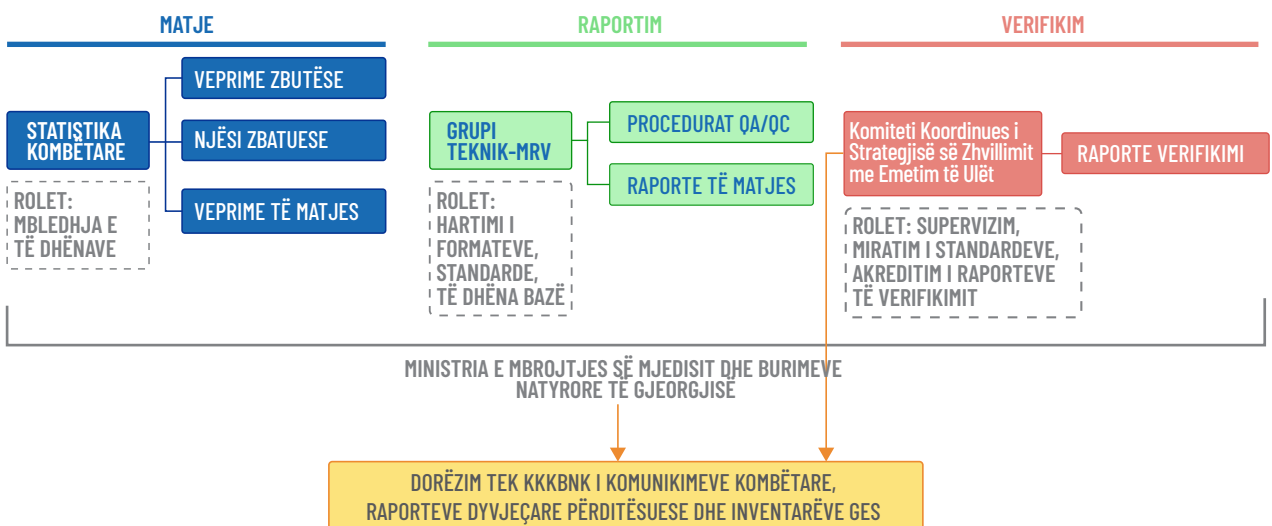 MATJE
STATISTIKA
KOMBËTARE
VEPRIME ZBUTËSE
NJËSI ZBATUESE
VEPRIME TË MATJES
ROLET:
MBLEDHJA E
TË DHËNAVE
RAPORTIM
GRUPI
TEKNIK-MRV
PROCEDURAT QA/QC
RAPORTE TË MATJES
ROLET:
HARTIMI I
FORMATEVE,
STANDARDE,
TË DHËNA BAZË
VERIFIKIM
Komiteti Koordinues i
Strategjisë së Zhvillimit
me Emetim të Ulët
RAPORTE VERIFIKIMI
ROLET: SUPERVIZIM,
MIRATIM I STANDARDEVE,
AKREDITIM I RAPORTEVE
TË VERIFIKIMIT
MINISTRIA E MBROJTJES SË MJEDISIT DHE BURIMEVE
NATYRORE TË GJEORGJISË
DORËZIM TEK KKKBNK I KOMUNIKIMEVE KOMBËTARE,
RAPORTEVE DYVJEÇARE PËRDITËSUESE DHE INVENTARËVE GES